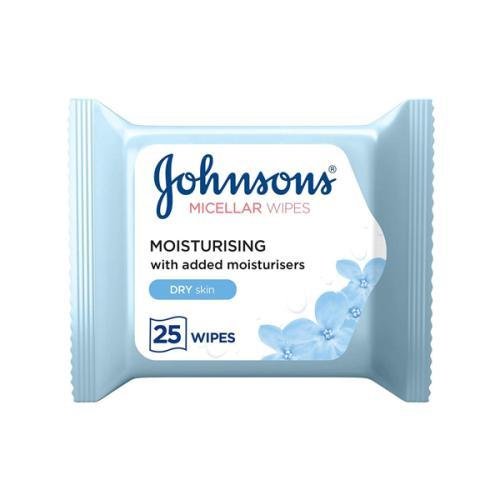 Johnsons®
MICELLAR WIPES
MOISTURISING
with added moisturisers
DRY skin
25 WIPES